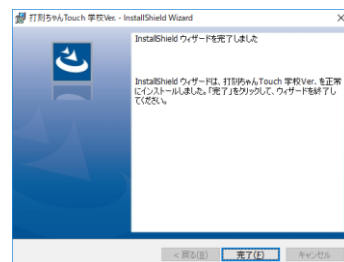 打刻ちゃんTouch 学校Ver. - InstallShield Wizard
InstallShield ウィザードを完了しました
InstallShield ウィザードは、打刻ちゃんTouch 学校Ver. を正常
にインストールしました。「完了」をクリックして、ウィザードを終了し
てください。
< 戻る(B) 完了(F) キャンセル